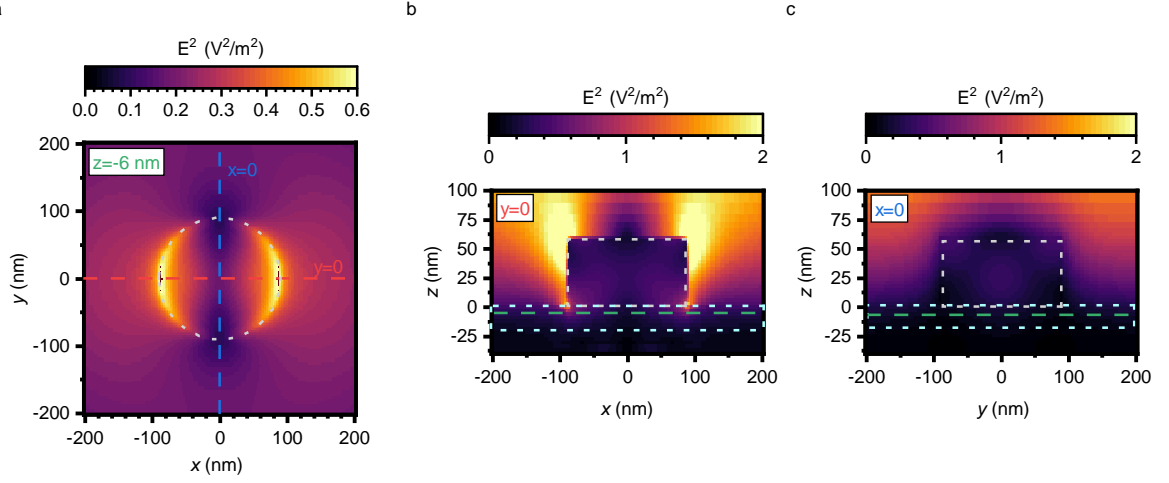 a
E² (V²/m²)
0.0 0.1 0.2 0.3 0.4 0.5 0.6
z=-6 nm
x=0
y=0
200
100
0
-100
-200
y (nm)
-200 -100 0 100 200
x (nm)
b
E² (V²/m²)
0 1 2
y=0
100
75
50
25
0
-25
z (nm)
-200 -100 0 100 200
x (nm)
c
E² (V²/m²)
0 1 2
x=0
100
75
50
25
0
-25
z (nm)
-200 -100 0 100 200
y (nm)